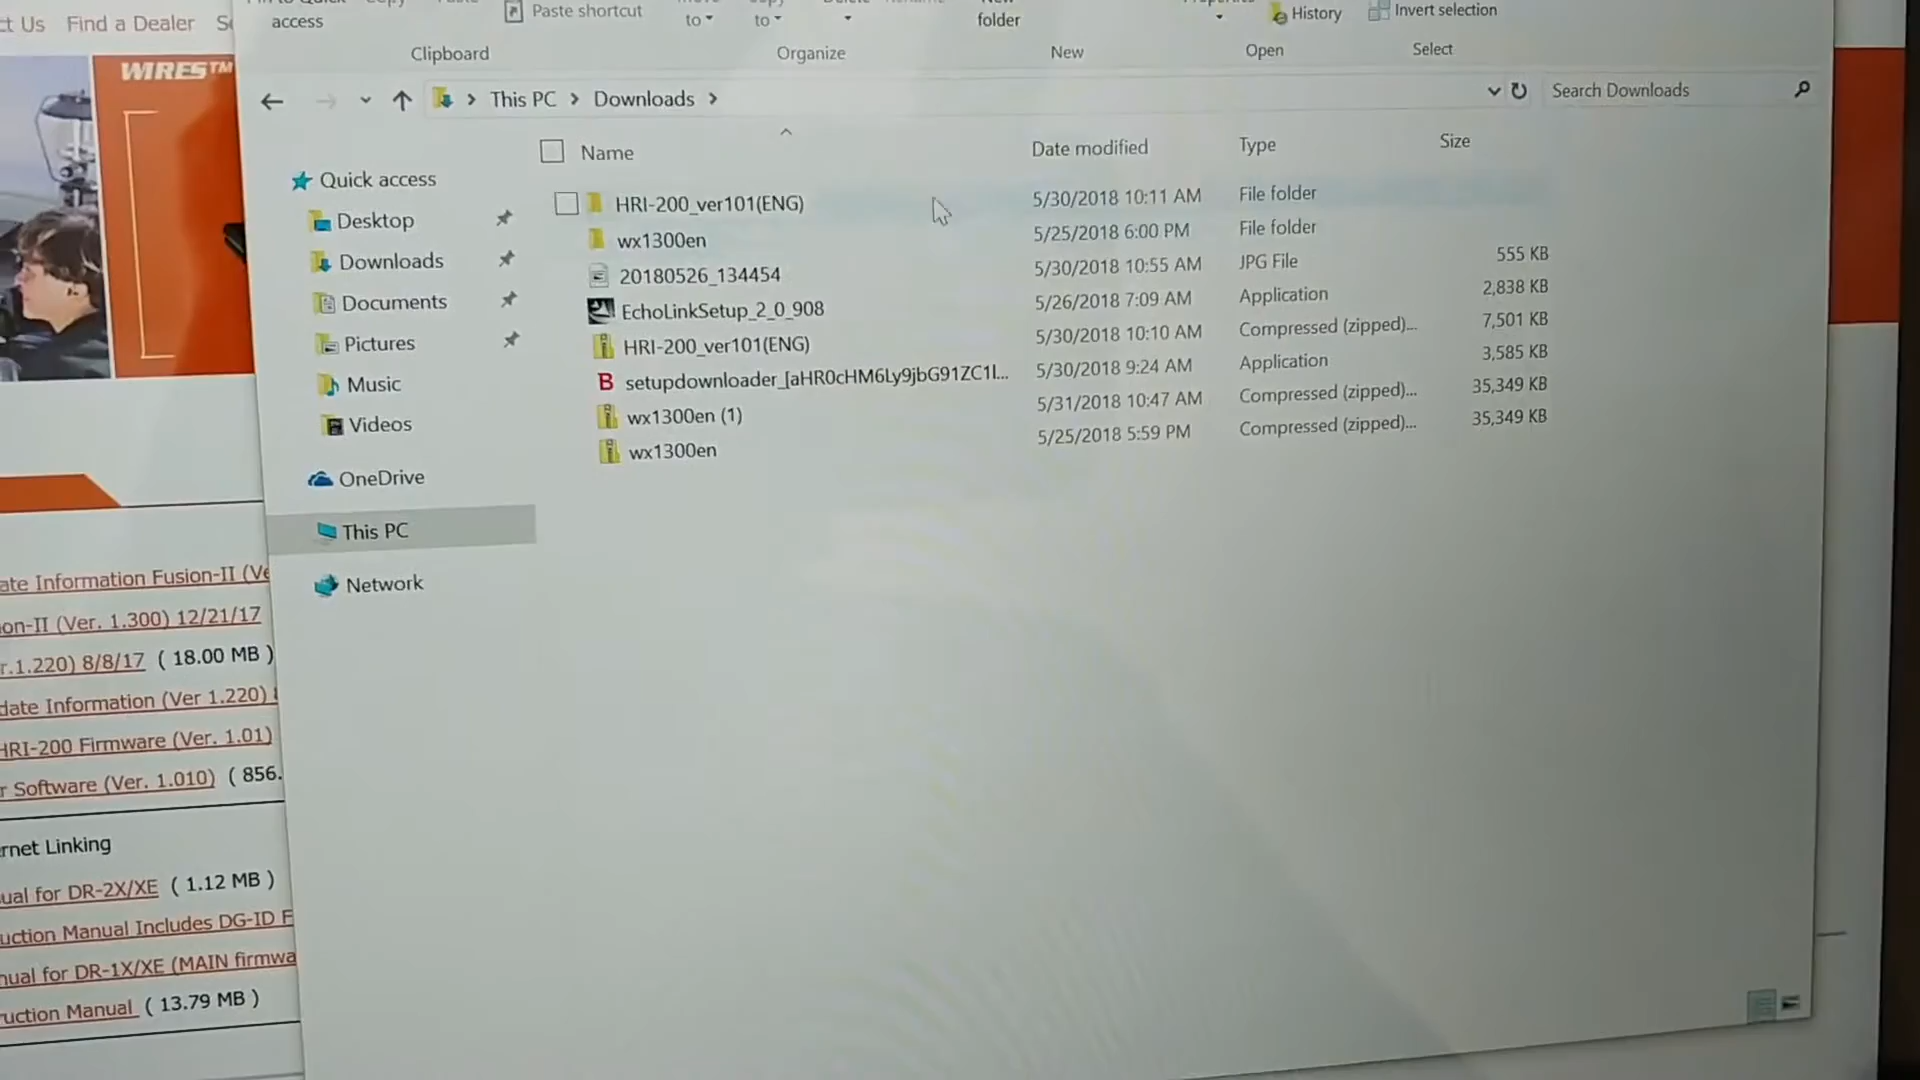 ct Us Find a Dealer
WIRES™
access
Paste shortcut
to
to
New
folder
History
Invert selection
Clipboard
Organize
New
Open
Select
This PC > Downloads >
Search Downloads
Name
Date modified
Type
Size
Quick access
Desktop
Downloads
Documents
Pictures
Music
Videos
OneDrive
This PC
Network
HRI-200_ver101(ENG) 5/30/2018 10:11 AM File folder
wx1300en 5/25/2018 6:00 PM File folder
20180526_134454 5/30/2018 10:55 AM JPG File 555 KB
EchoLinkSetup_2_0_908 5/26/2018 7:09 AM Application 2,838 KB
HRI-200_ver101(ENG) 5/30/2018 10:10 AM Compressed (zipped)... 7,501 KB
B setupdownloader_[aHR0cHM6Ly9jbG91ZC1l... 5/30/2018 9:24 AM Application 3,585 KB
wx1300en (1) 5/31/2018 10:47 AM Compressed (zipped)... 35,349 KB
wx1300en 5/25/2018 5:59 PM Compressed (zipped)... 35,349 KB
ate Information Fusion-II (Ve
on-II (Ver. 1.300) 12/21/17
r.1.220) 8/8/17 ( 18.00 MB )
date Information (Ver 1.220)
HRI-200 Firmware (Ver. 1.01)
r Software (Ver. 1.010) ( 856.
rnet Linking
ual for DR-2X/XE ( 1.12 MB )
uction Manual Includes DG-ID F
nual for DR-1X/XE (MAIN firmwa
ruction Manual ( 13.79 MB )